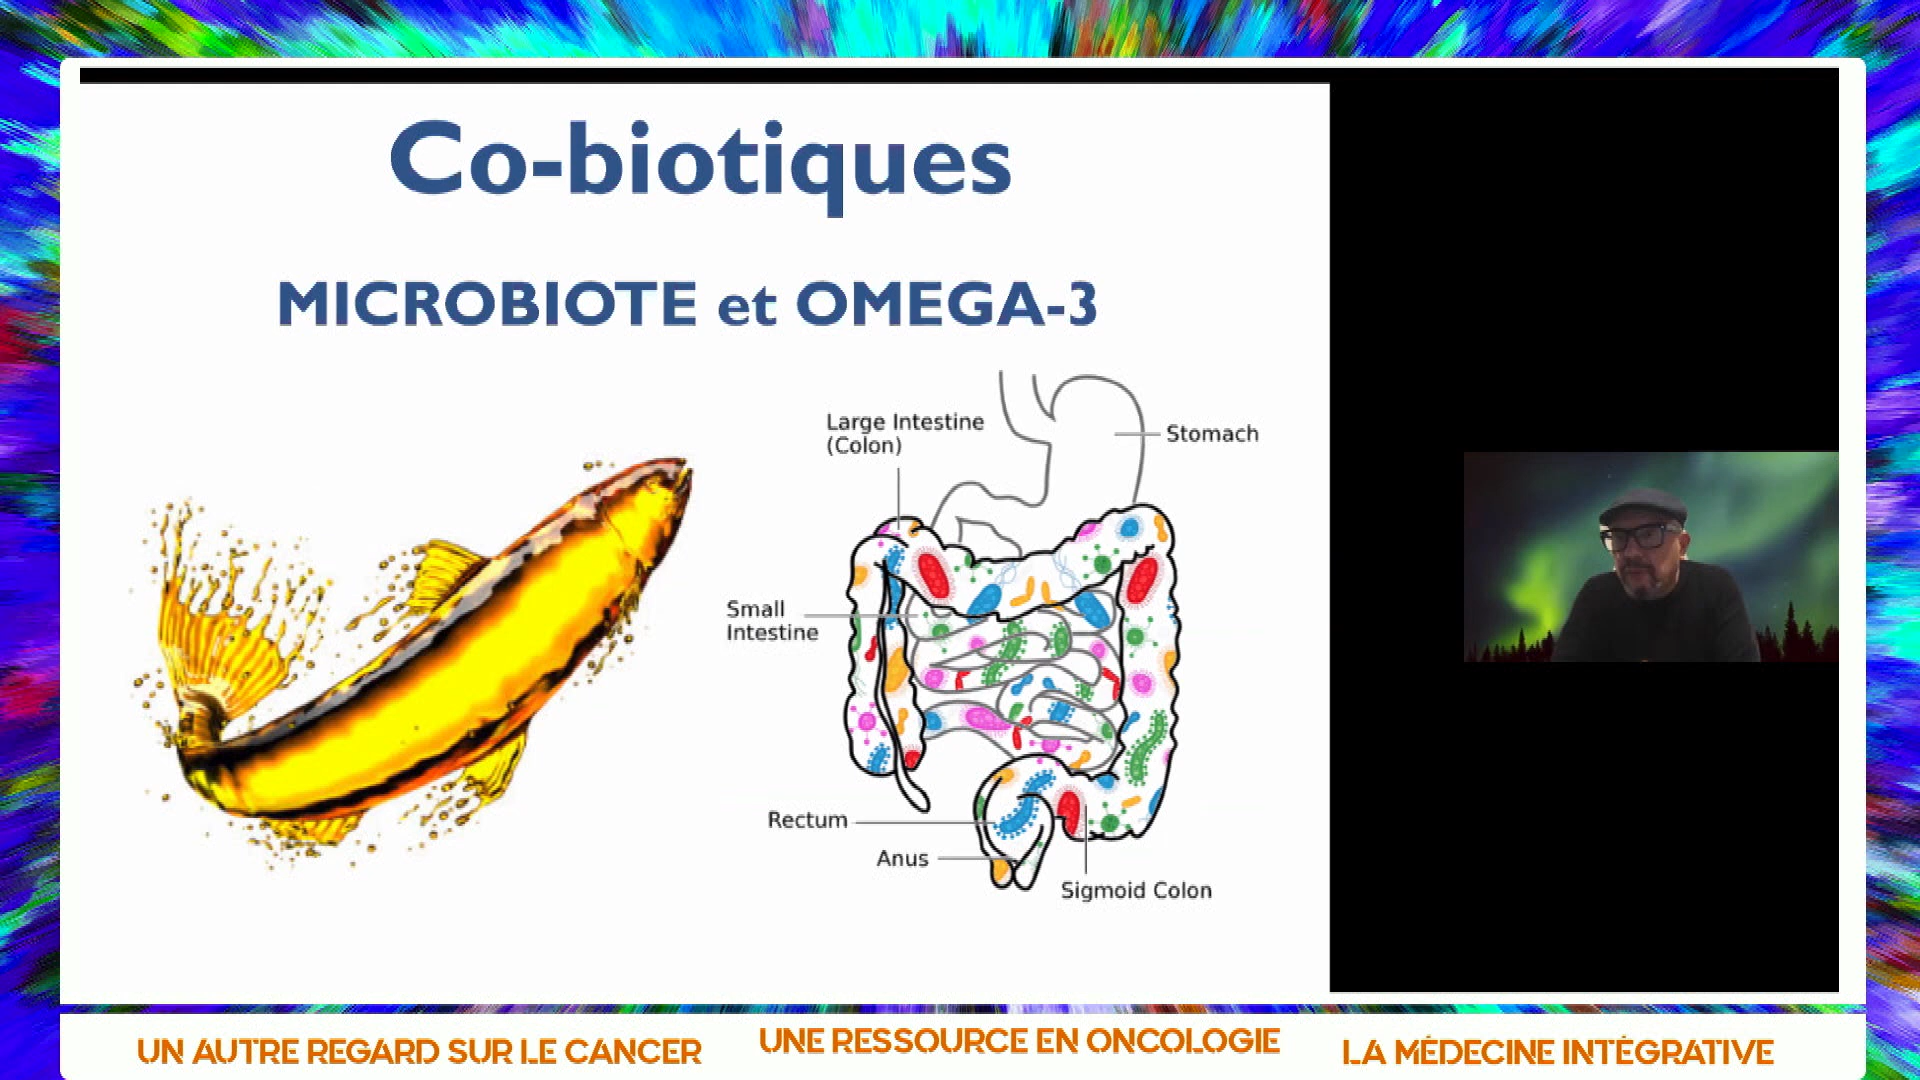 Co-biotiques
MICROBIOTE et OMEGA-3
Large Intestine
(Colon)
Stomach
Small
Intestine
Rectum
Anus
Sigmoid Colon
UN AUTRE REGARD SUR LE CANCER
UNE RESSOURCE EN ONCOLOGIE
LA MÉDECINE INTÉGRATIVE